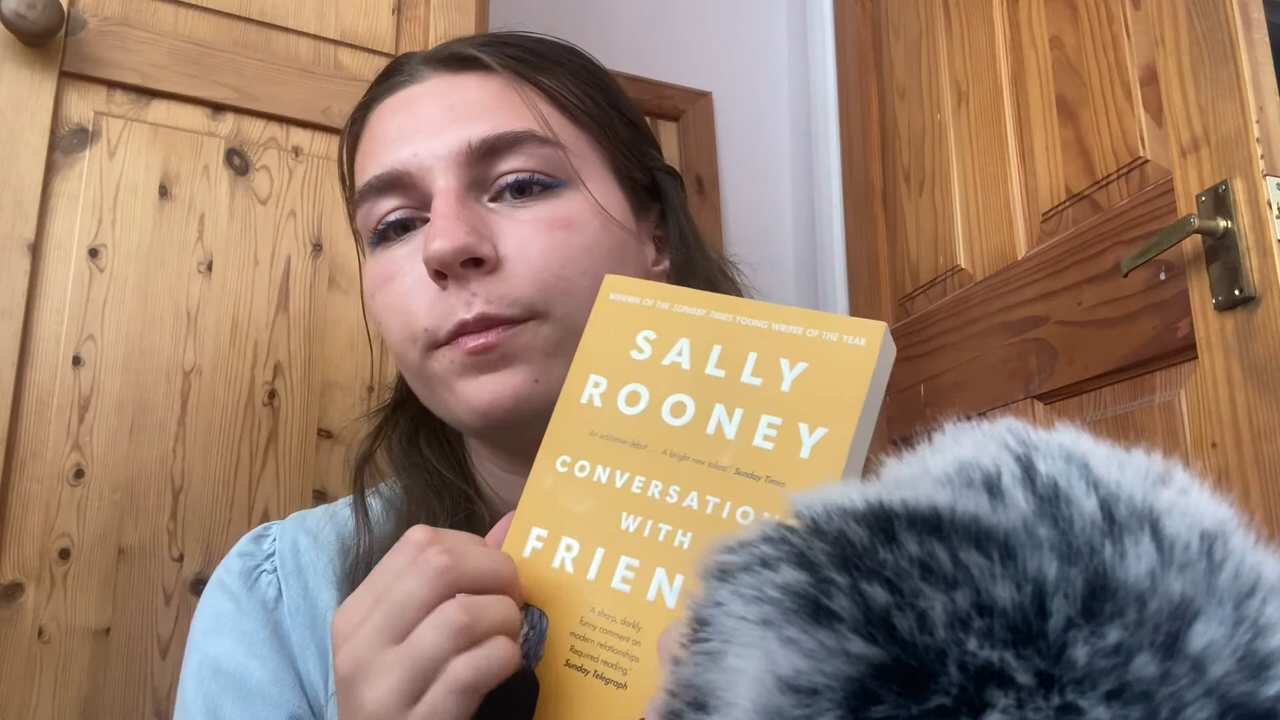 WINNER OF THE SUNDAY TIMES YOUNG WRITER OF THE YEAR
SALLY
ROONEY
'An addictive debut ... A bright new talent' Sunday Times
CONVERSATION
WITH
FRIEN
'A sharp, darkly
funny comment on
modern relationships
Required reading.'
Sunday Telegraph